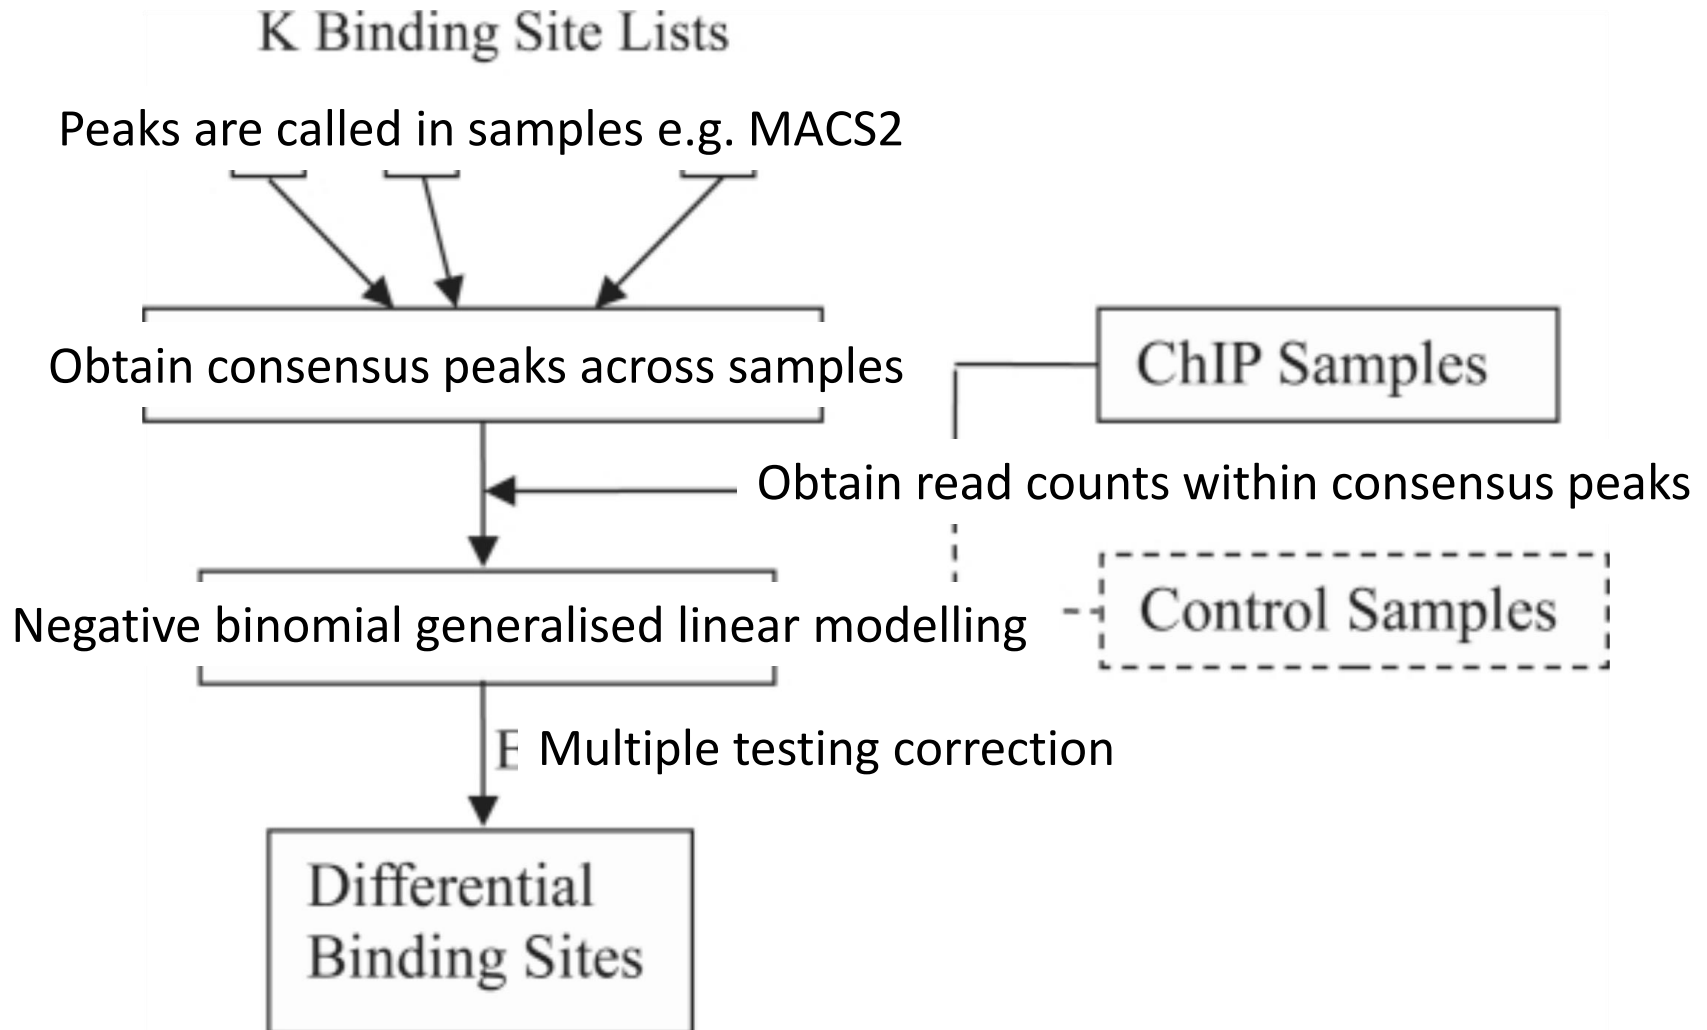 K Binding Site Lists
Peaks are called in samples e.g. MACS2
Obtain consensus peaks across samples
ChIP Samples
Obtain read counts within consensus peaks
Negative binomial generalised linear modelling
Control Samples
Multiple testing correction
Differential
Binding Sites